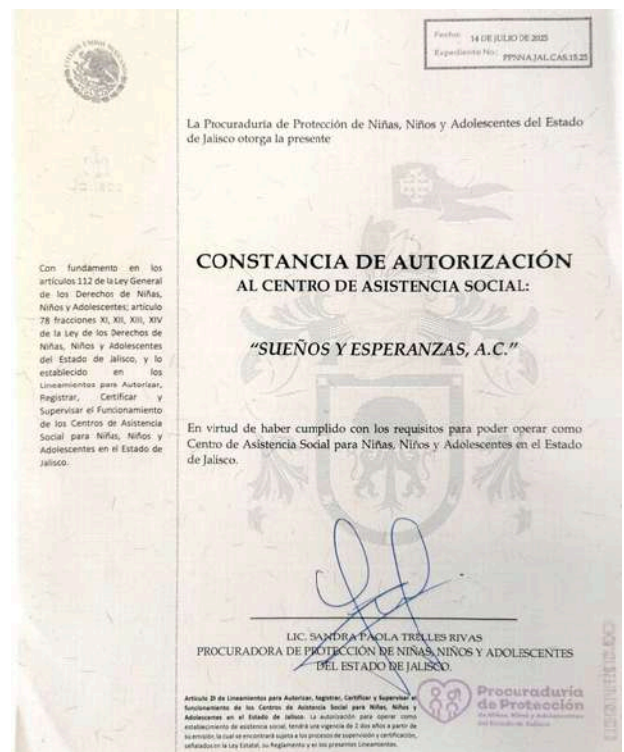 Fecha: 14 DE JULIO DE 2025
Expediente No.: PPNNA.JAL.CAS.15.25
La Procuraduría de Protección de Niñas, Niños y Adolescentes del Estado
de Jalisco otorga la presente
CONSTANCIA DE AUTORIZACIÓN
AL CENTRO DE ASISTENCIA SOCIAL:
"SUEÑOS Y ESPERANZAS, A.C."
Con fundamento en los
artículos 112 de la Ley General
de los Derechos de Niñas,
Niños y Adolescentes; artículo
78 fracciones XI, XII, XIII, XIV
de la Ley de los Derechos de
Niñas, Niños y Adolescentes
del Estado de Jalisco, y lo
establecido en los
Lineamientos para Autorizar,
Registrar, Certificar y
Supervisar el Funcionamiento
de los Centros de Asistencia
Social para Niñas, Niños y
Adolescentes en el Estado de
Jalisco.
En virtud de haber cumplido con los requisitos para poder operar como
Centro de Asistencia Social para Niñas, Niños y Adolescentes en el Estado
de Jalisco.
LIC. SANDRA PAOLA TRELLES RIVAS
PROCURADORA DE PROTECCIÓN DE NIÑAS, NIÑOS Y ADOLESCENTES
DEL ESTADO DE JALISCO.
Artículo 21 de Lineamientos para Autorizar, Registrar, Certificar y Supervisar el
funcionamiento de los Centros de Asistencia Social para Niñas, Niños y
Adolescentes en el Estado de Jalisco. La autorización para operar como
establecimiento de asistencia social, tendrá una vigencia de 2 dos años a partir de
su emisión, la cual se encontrará sujeta a los procesos de supervisión y certificación,
señalados en la Ley Estatal, su Reglamento y en los presentes Lineamientos.
Procuraduría
de Protección
de Niñas, Niños y Adolescentes
del Estado de Jalisco